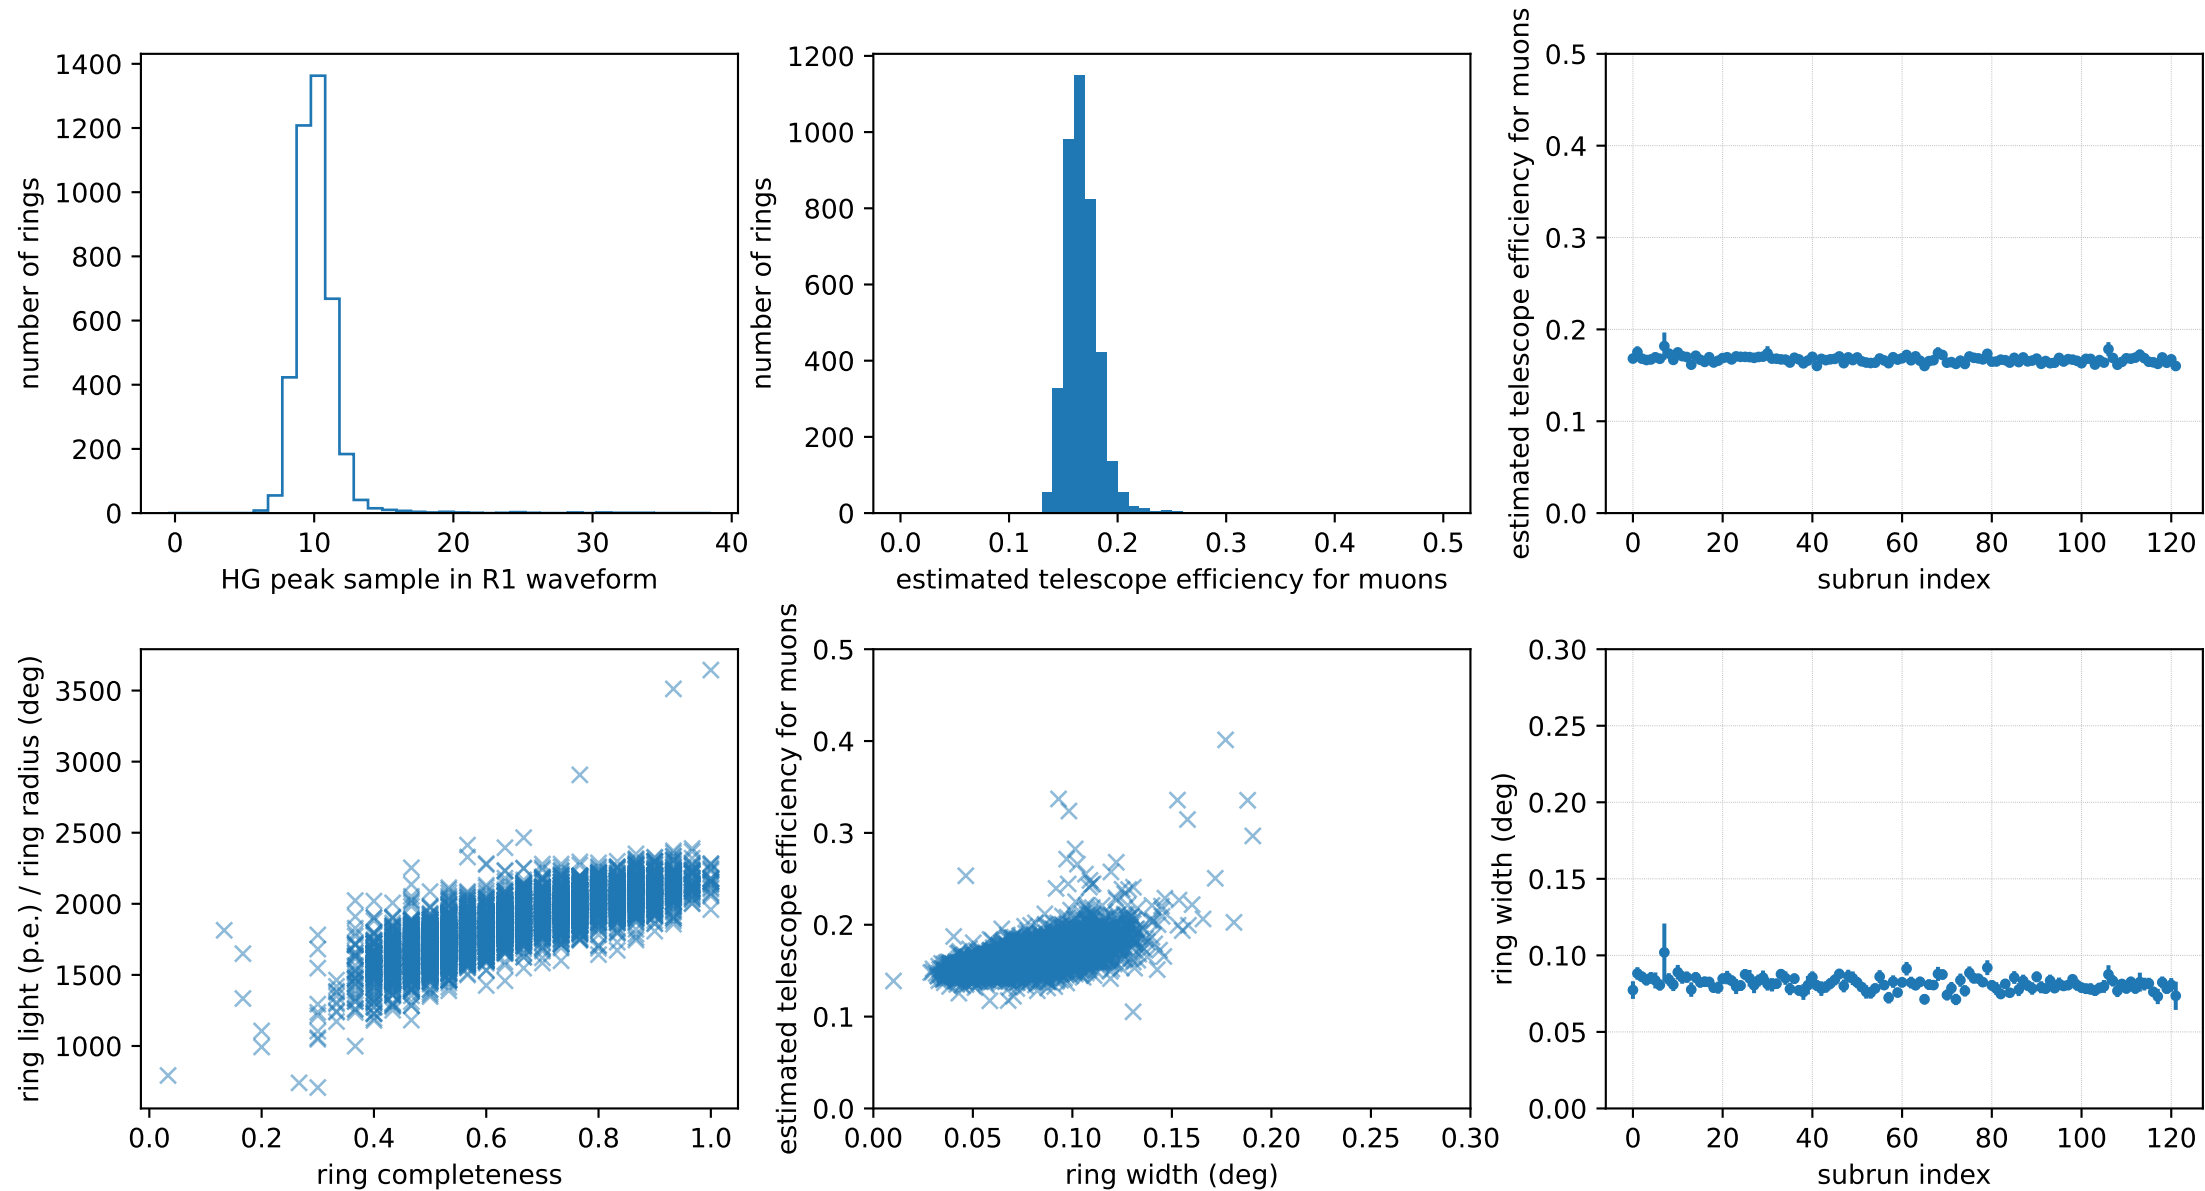 1400
1200
1000
800
600
400
200
0
number of rings
0 10 20 30 40
HG peak sample in R1 waveform
1200
1000
800
600
400
200
0
number of rings
0.0 0.1 0.2 0.3 0.4 0.5
estimated telescope efficiency for muons
0.5
0.4
0.3
0.2
0.1
0.0
estimated telescope efficiency for muons
0 20 40 60 80 100 120
subrun index
3500
3000
2500
2000
1500
1000
ring light (p.e.) / ring radius (deg)
0.0 0.2 0.4 0.6 0.8 1.0
ring completeness
0.5
0.4
0.3
0.2
0.1
0.0
estimated telescope efficiency for muons
0.00 0.05 0.10 0.15 0.20 0.25 0.30
ring width (deg)
0.30
0.25
0.20
0.15
0.10
0.05
0.00
ring width (deg)
0 20 40 60 80 100 120
subrun index